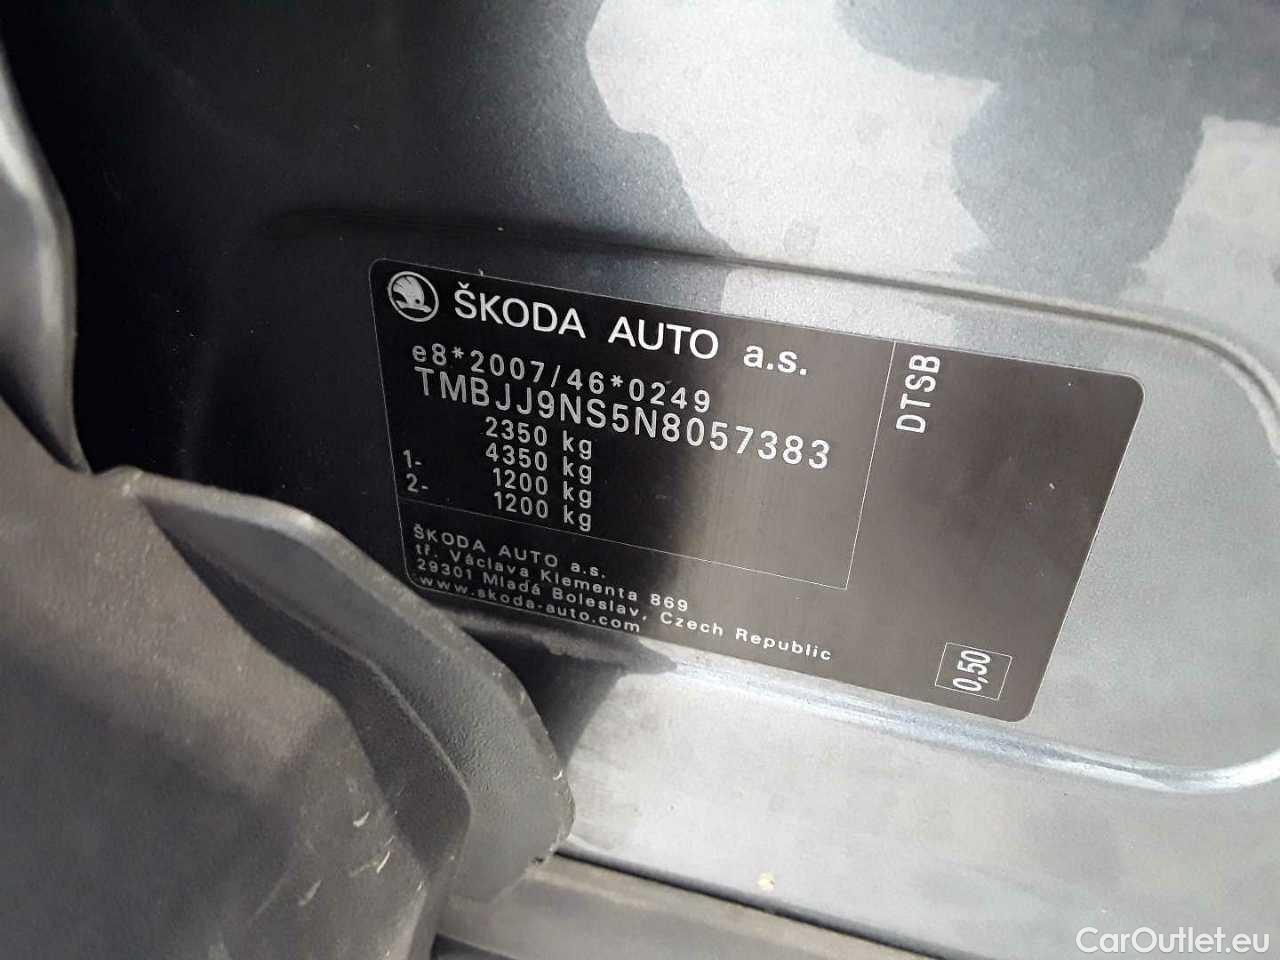 ŠKODA AUTO a.s.
e8*2007/46*0249
TMBJJ9NS5N8057383
2350 kg
4350 kg
1- 1200 kg
2- 1200 kg
ŠKODA AUTO a.s.
tř. Václava Klementa 869
29301 Mladá Boleslav, Czech Republic
www.skoda-auto.com
DTSB
0,50
CarOutlet.eu